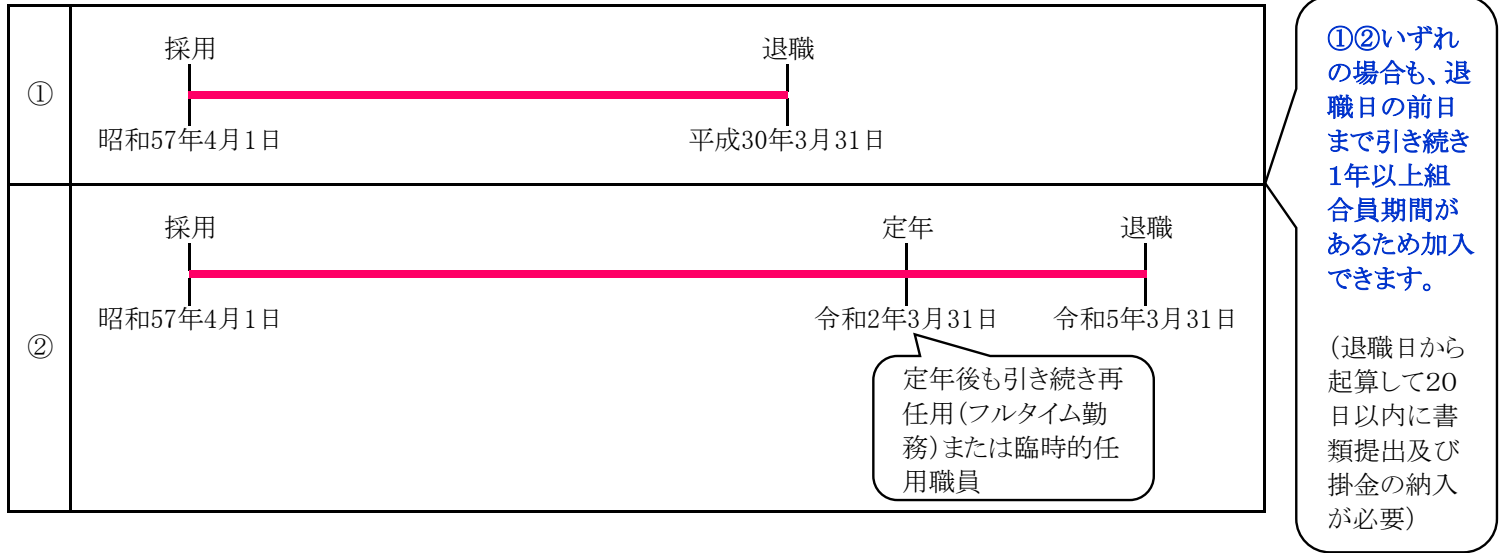 ①
採用
退職
昭和57年4月1日
平成30年3月31日
②
採用
定年
退職
昭和57年4月1日
令和2年3月31日
令和5年3月31日
定年後も引き続き再
任用(フルタイム勤
務)または臨時的任
用職員
①②いずれ
の場合も、退
職日の前日
まで引き続き
1年以上組
合員期間が
あるため加入
できます。
(退職日から
起算して20
日以内に書
類提出及び
掛金の納入
が必要)